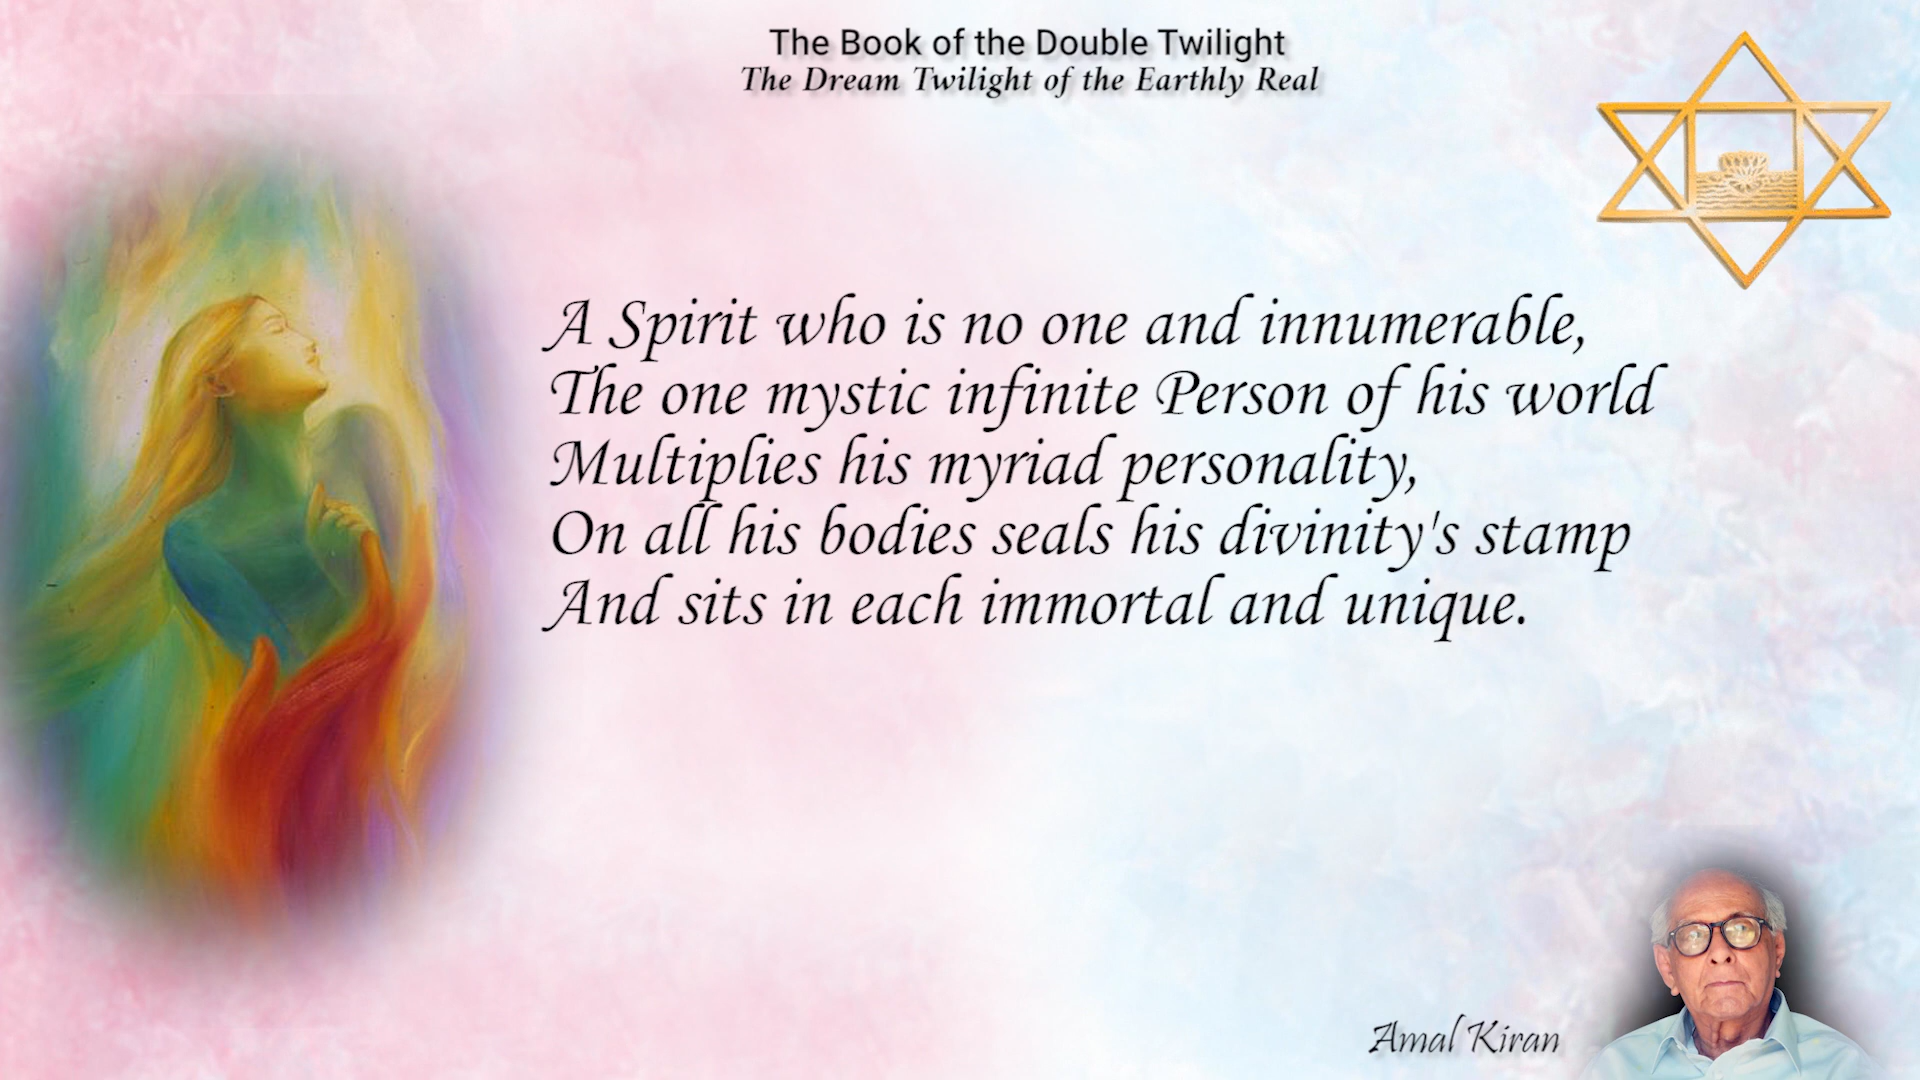 The Book of the Double Twilight
The Dream Twilight of the Earthly Real
A Spirit who is no one and innumerable,
The one mystic infinite Person of his world
Multiplies his myriad personality,
On all his bodies seals his divinity's stamp
And sits in each immortal and unique.
Amal Kiran